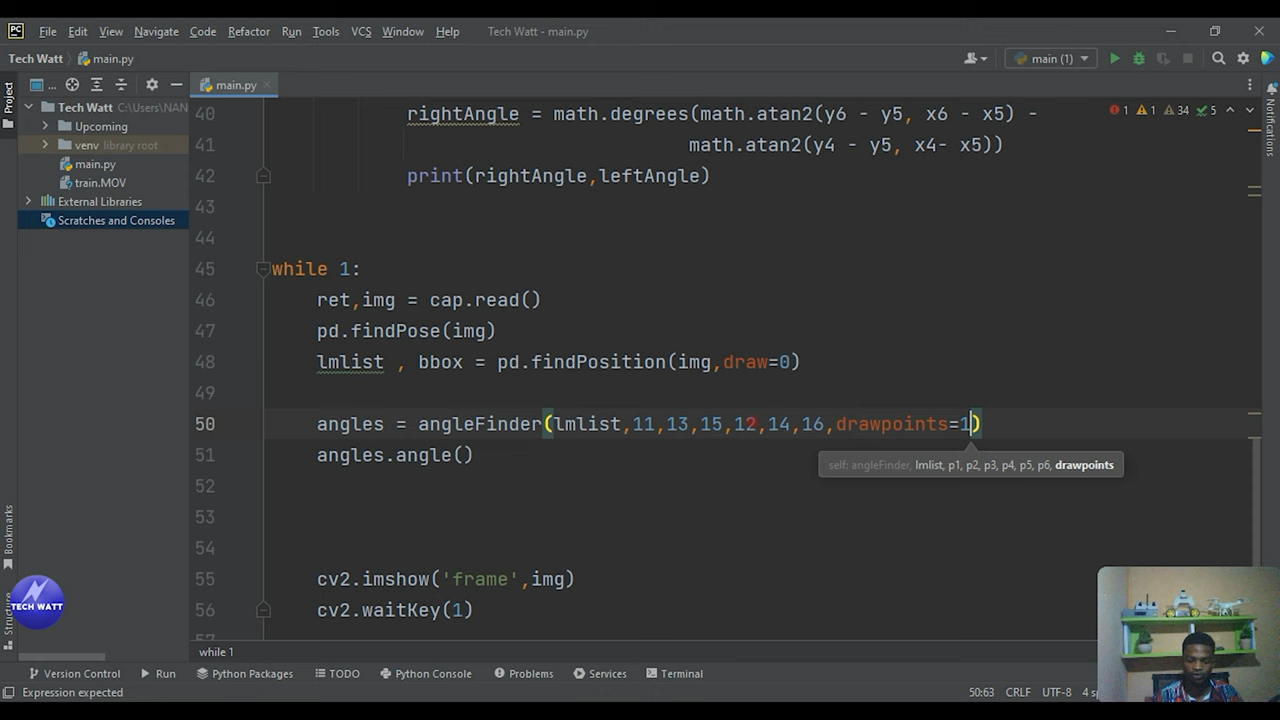 PC File Edit View Navigate Code Refactor Run Tools VCS Window Help Tech Watt - main.py
Tech Watt main.py main (1)
Project ... main.py
Tech Watt C:\Users\NAN
Upcoming
venv library root
main.py
train.MOV
External Libraries
Scratches and Consoles
1 1 34 5
Notifications
40 rightAngle = math.degrees(math.atan2(y6 - y5, x6 - x5) -
41 math.atan2(y4 - y5, x4- x5))
42 print(rightAngle,leftAngle)
43
44
45 while 1:
46 ret,img = cap.read()
47 pd.findPose(img)
48 lmlist , bbox = pd.findPosition(img,draw=0)
49
50 angles = angleFinder(lmlist,11,13,15,12,14,16,drawpoints=1)
self: angleFinder, lmlist, p1, p2, p3, p4, p5, p6, drawpoints
51 angles.angle()
52
53
54
55 cv2.imshow('frame',img)
56 cv2.waitKey(1)
57
Bookmarks
Structure
TECH WATT
while 1
Version Control Run Python Packages TODO Python Console Problems Services Terminal
Expression expected 50:63 CRLF UTF-8 4